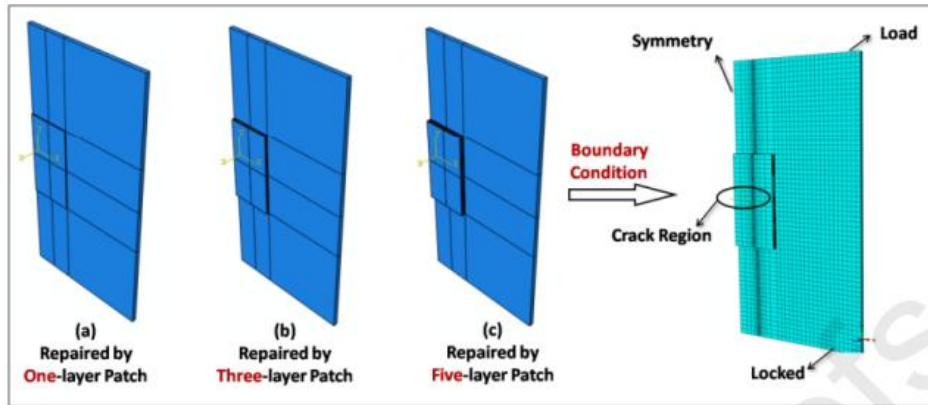 Symmetry
Load
Boundary
Condition
Crack Region
Locked
(a)
Repaired by
One-layer Patch
(b)
Repaired by
Three-layer Patch
(c)
Repaired by
Five-layer Patch